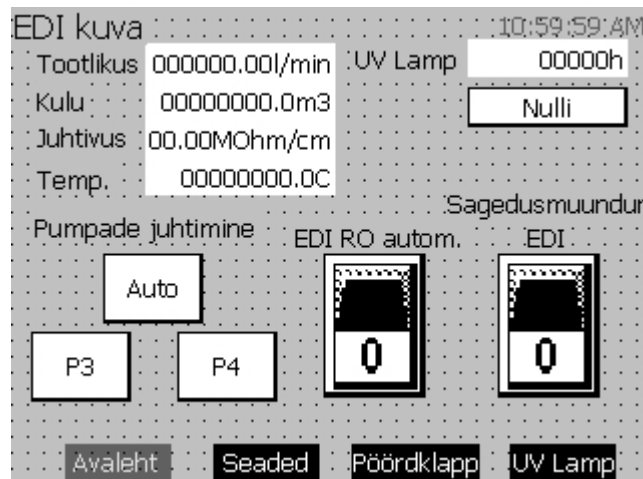 EDI kuva 10:59:59 AM
Tootlikus 000000.00l/min UV Lamp 00000h
Kulu 00000000.0m3 Nulli
Juhtivus 00.00MOhm/cm
Temp. 00000000.0C
Sagedusmuundur
Pumpade juhtimine EDI RO autom. EDI
Auto
P3 P4 0 0
Avaleht Seaded Pöördklapp UV Lamp